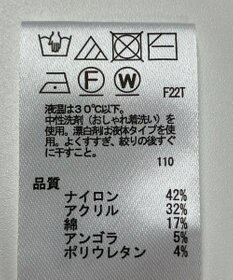 F W
F22T
液温は30℃以下。
中性洗剤(おしゃれ着洗い)を
使用。漂白剤は液体タイプを使
用。よくすすぎ、絞りの後すぐ
に干すこと。
110
品質
ナイロン 42%
アクリル 32%
綿 17%
アンゴラ 5%
ポリウレタン 4%